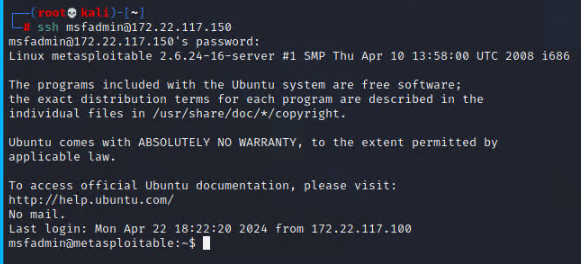 ┌──(root💀kali)-[~]
└─# ssh msfadmin@172.22.117.150
msfadmin@172.22.117.150's password:
Linux metasploitable 2.6.24-16-server #1 SMP Thu Apr 10 13:58:00 UTC 2008 i686
The programs included with the Ubuntu system are free software;
the exact distribution terms for each program are described in the
individual files in /usr/share/doc/*/copyright.
Ubuntu comes with ABSOLUTELY NO WARRANTY, to the extent permitted by
applicable law.
To access official Ubuntu documentation, please visit:
http://help.ubuntu.com/
No mail.
Last login: Mon Apr 22 18:22:20 2024 from 172.22.117.100
msfadmin@metasploitable:~$